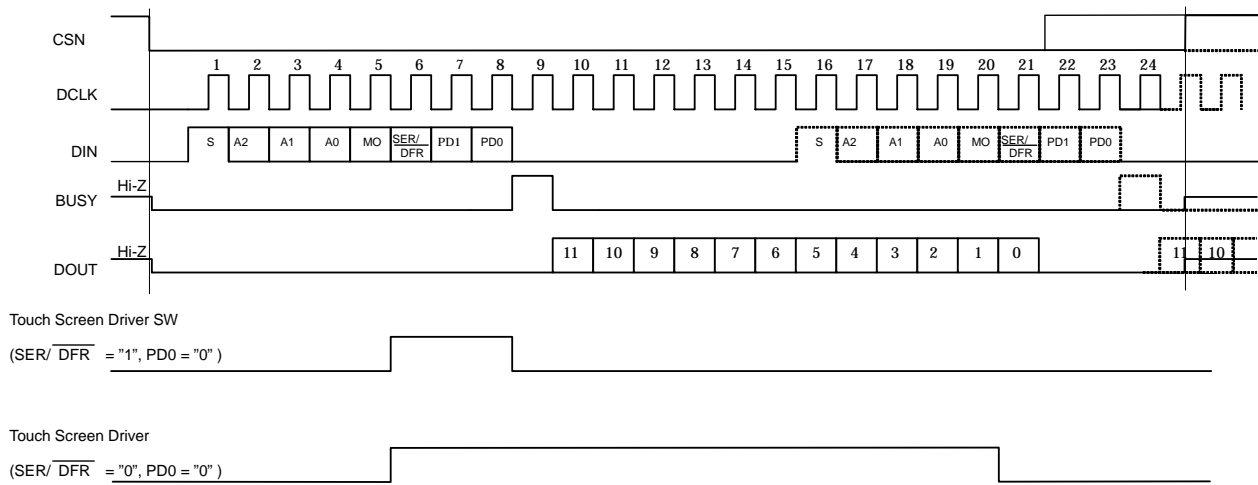 CSN
1 2 3 4 5 6 7 8 9 10 11 12 13 14 15 16 17 18 19 20 21 22 23 24
DCLK
DIN S A2 A1 A0 MO SER/DFR PD1 PD0 S A2 A1 A0 MO SER/DFR PD1 PD0
Hi-Z
BUSY
Hi-Z
DOUT 11 10 9 8 7 6 5 4 3 2 1 0 11 10
Touch Screen Driver SW
(SER/ DFR = ”1”, PD0 = ”0” )
Touch Screen Driver
(SER/ DFR = ”0”, PD0 = ”0” )